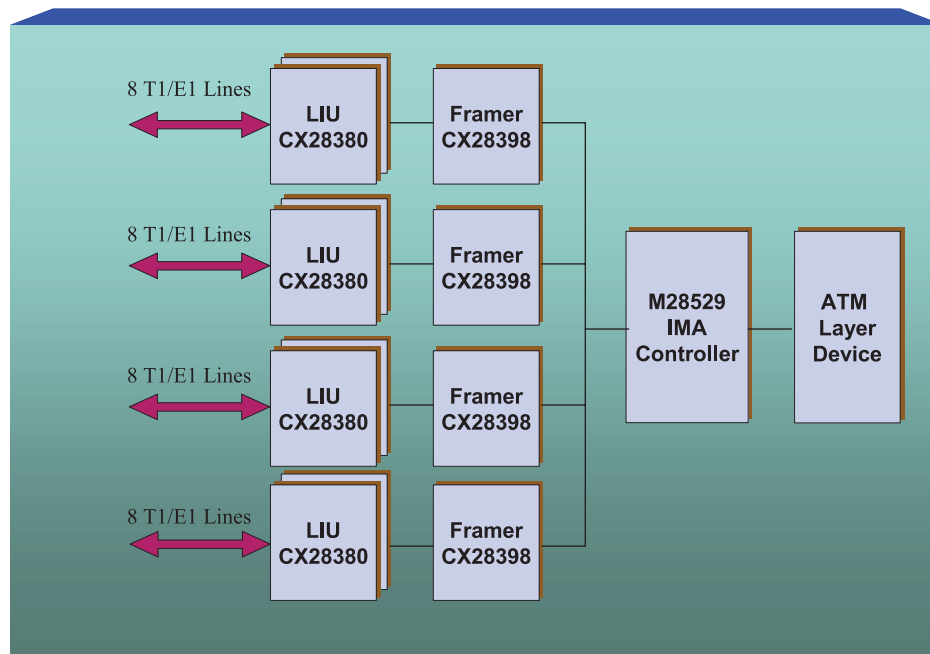 8 T1/E1 Lines
LIU
CX28380
Framer
CX28398
8 T1/E1 Lines
LIU
CX28380
Framer
CX28398
M28529
IMA
Controller
ATM
Layer
Device
8 T1/E1 Lines
LIU
CX28380
Framer
CX28398
8 T1/E1 Lines
LIU
CX28380
Framer
CX28398